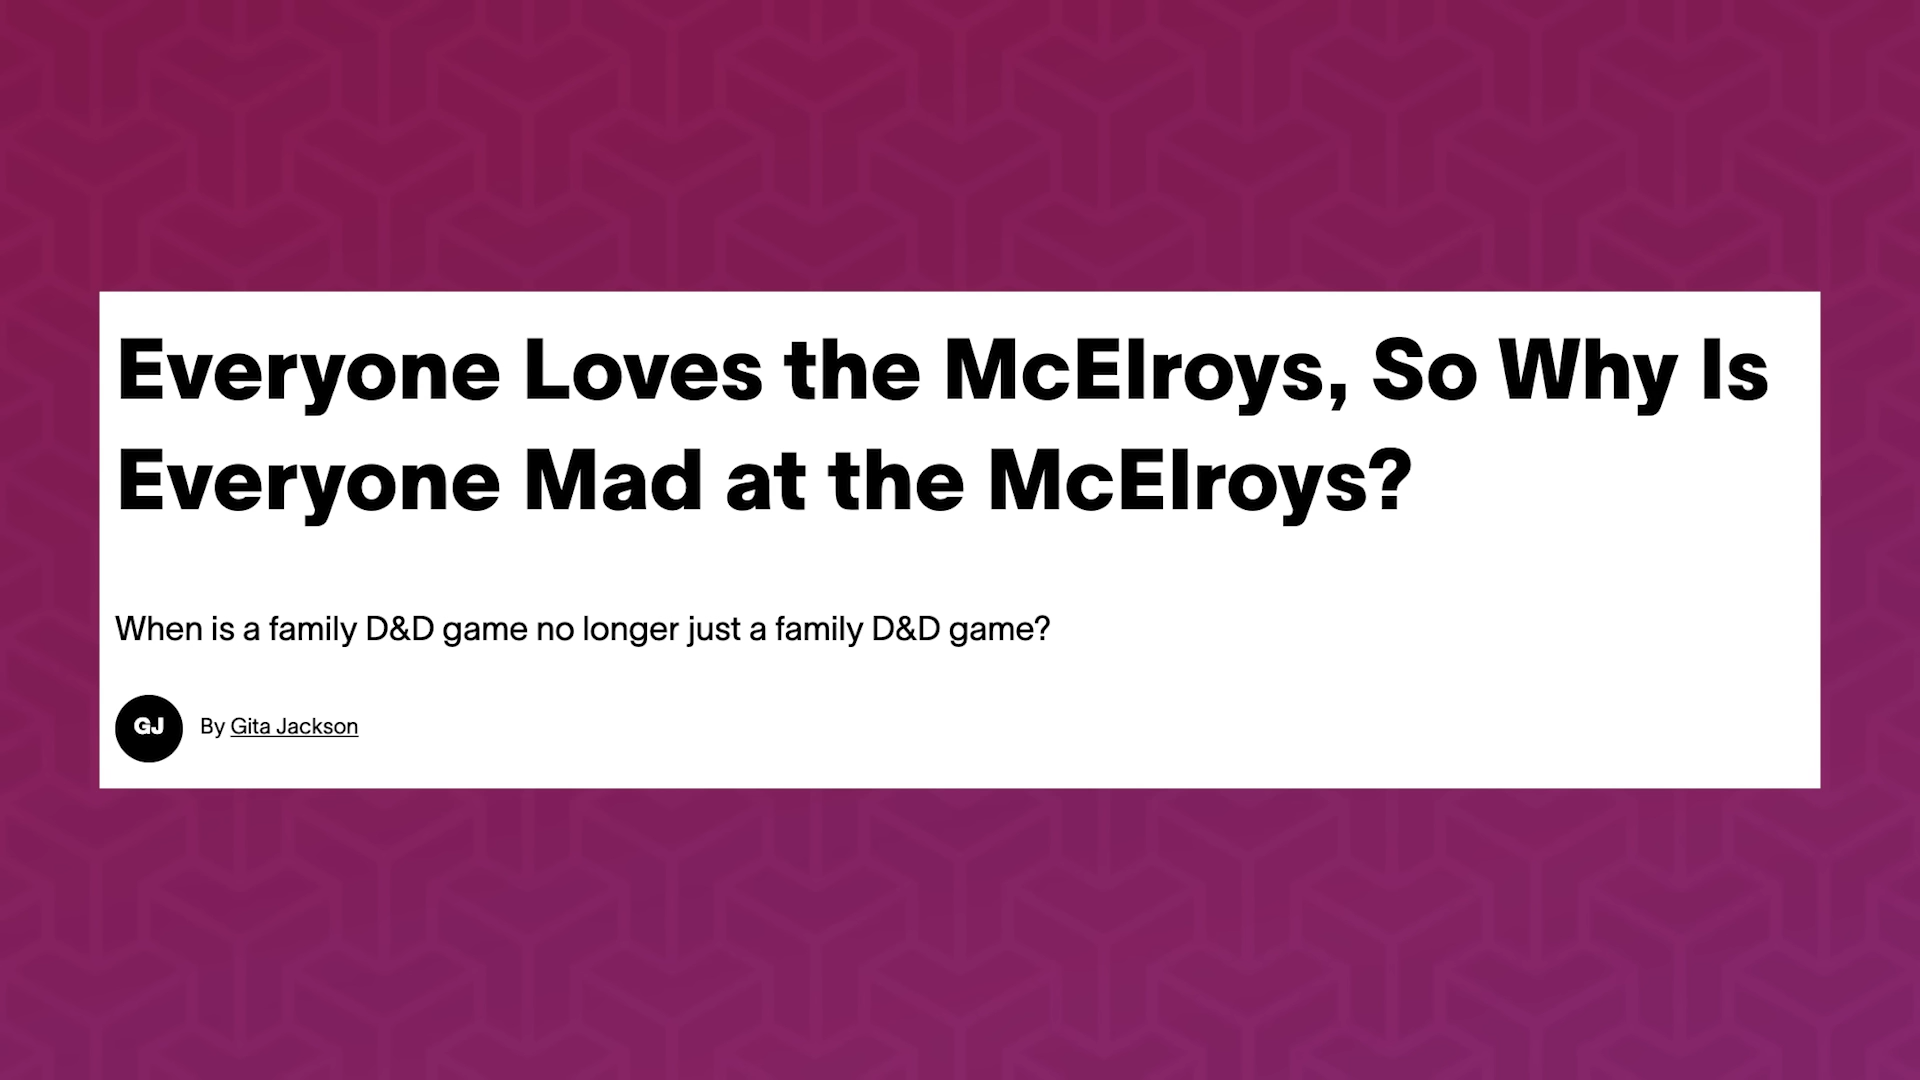 Everyone Loves the McElroys, So Why Is
Everyone Mad at the McElroys?
When is a family D&D game no longer just a family D&D game?
GJ
By Gita Jackson